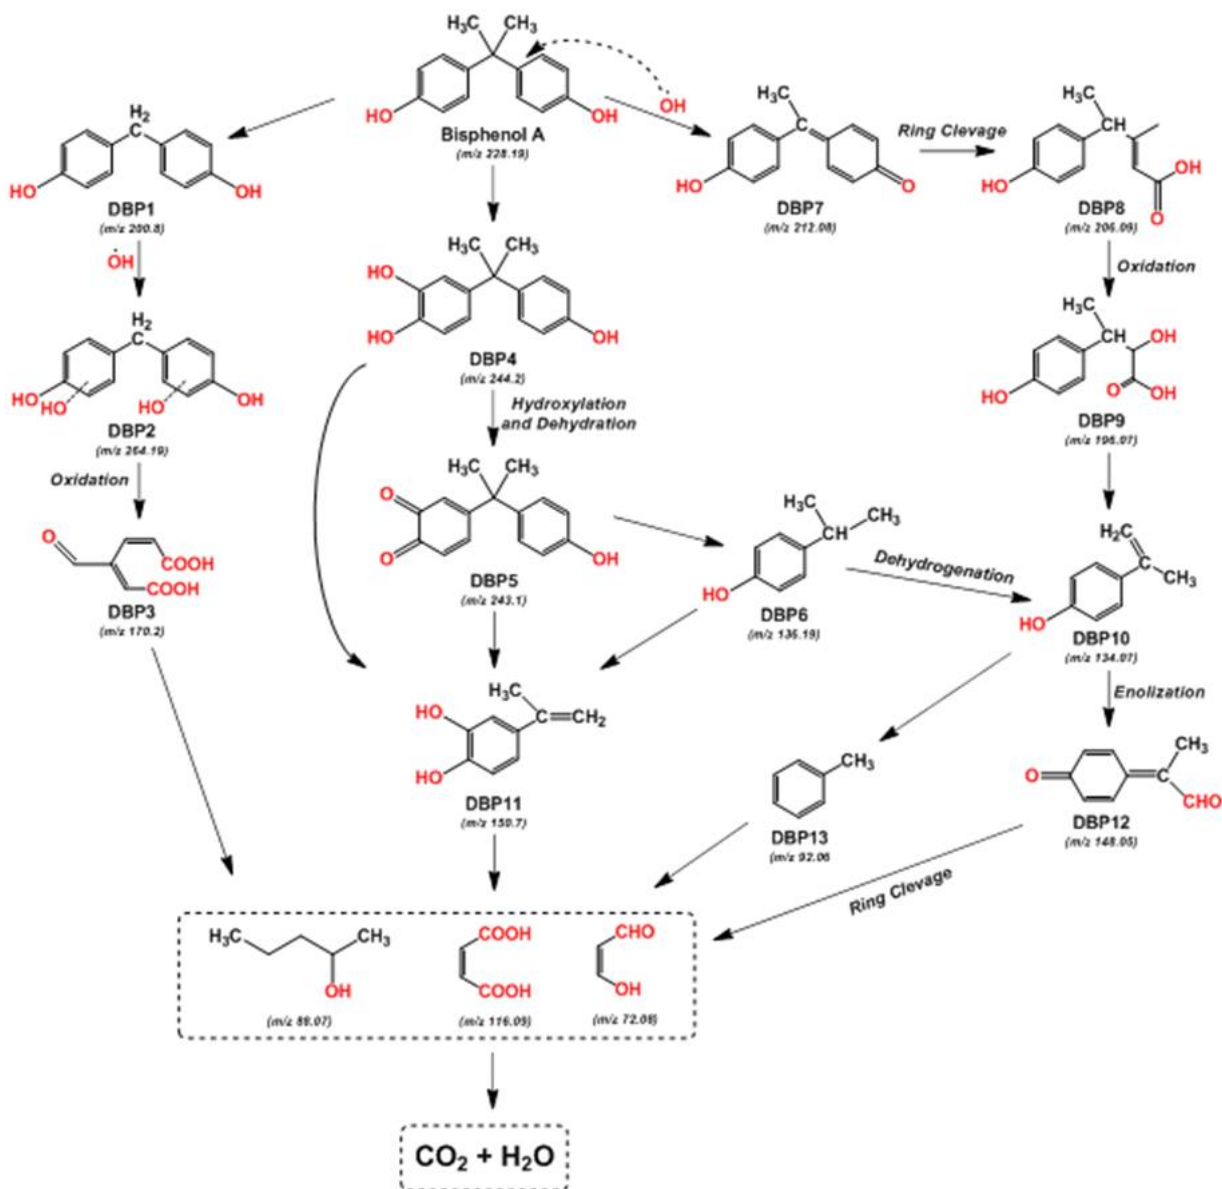 H₃C CH₃
HO OH
Bisphenol A
(m/z 228.19)
OH
H₂
C
HO OH
DBP1
(m/z 200.8)
ȮH
H₃C
C
HO O
DBP7
(m/z 212.08)
Ring Clevage
H₃C
CH
OH
HO O
DBP8
(m/z 206.09)
Oxidation
H₃C CH₃
HO
HO OH
DBP4
(m/z 244.2)
Hydroxylation
and Dehydration
H₂
C
HO OH
HO HO
DBP2
(m/z 264.19)
Oxidation
H₃C
CH OH
O
HO OH
DBP9
(m/z 196.07)
H₃C CH₃
O
O OH
DBP5
(m/z 243.1)
H₃C
CH CH₃
HO
DBP6
(m/z 136.19)
Dehydrogenation
H₂C
C
CH₃
HO
DBP10
(m/z 134.07)
Enolization
O
COOH
COOH
DBP3
(m/z 170.2)
H₃C
HO C CH₂
HO
DBP11
(m/z 150.7)
CH₃
DBP13
(m/z 92.06
CH₃
O C
CHO
DBP12
(m/z 148.05)
Ring Clevage
H₃C CH₃
OH
(m/z 88.07)
COOH
COOH
(m/z 116.09)
CHO
OH
(m/z 72.08)
CO₂ + H₂O